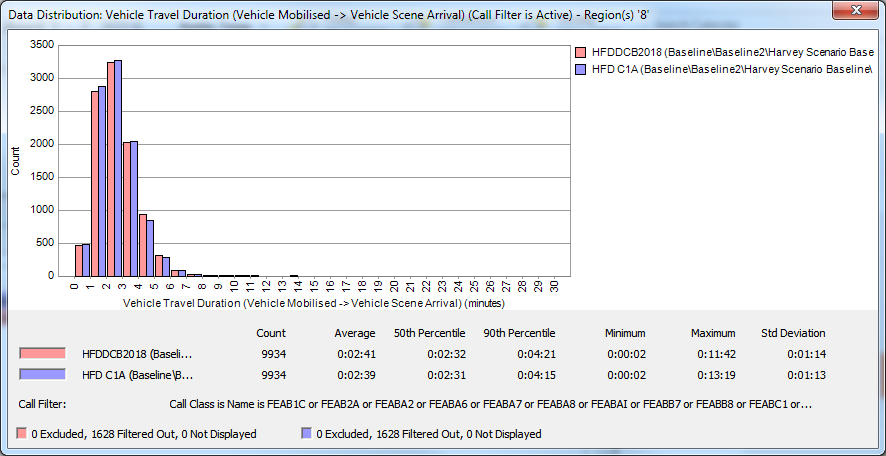 Data Distribution: Vehicle Travel Duration (Vehicle Mobilised -> Vehicle Scene Arrival) (Call Filter is Active) - Region(s) '8'
HFDDCB2018 (Baseline\Baseline2\Harvey Scenario Base
HFD C1A (Baseline\Baseline2\Harvey Scenario Baseline\
3500
3000
2500
2000
1500
1000
500
0
Count
0 1 2 3 4 5 6 7 8 9 10 11 12 13 14 15 16 17 18 19 20 21 22 23 24 25 26 27 28 29 30
Vehicle Travel Duration (Vehicle Mobilised -> Vehicle Scene Arrival) (minutes)
Count Average 50th Percentile 90th Percentile Minimum Maximum Std Deviation
HFDDCB2018 (Baseli... 9934 0:02:41 0:02:32 0:04:21 0:00:02 0:11:42 0:01:14
HFD C1A (Baseline\B... 9934 0:02:39 0:02:31 0:04:15 0:00:02 0:13:19 0:01:13
Call Filter: Call Class is Name is FEAB1C or FEAB2A or FEABA2 or FEABA6 or FEABA7 or FEABA8 or FEABAI or FEABB7 or FEABB8 or FEABC1 or...
0 Excluded, 1628 Filtered Out, 0 Not Displayed 0 Excluded, 1628 Filtered Out, 0 Not Displayed